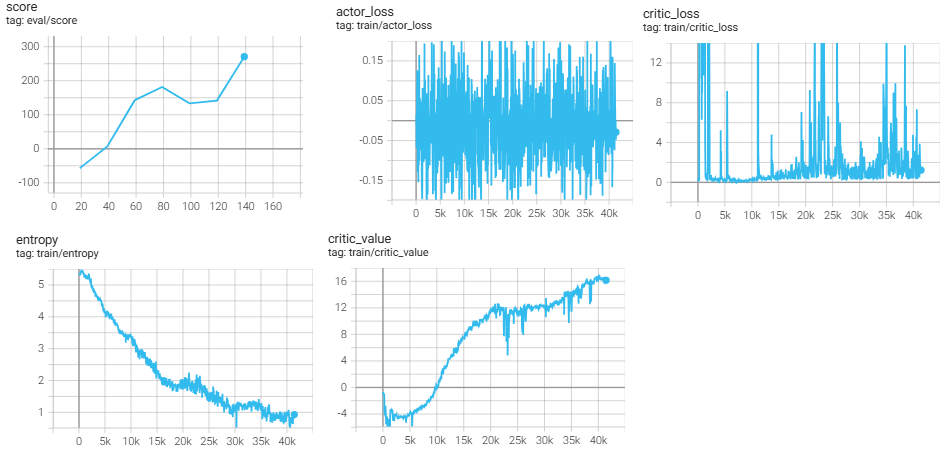 score
tag: eval/score
300
200
100
0
-100
0 20 40 60 80 100 120 140 160
actor_loss
tag: train/actor_loss
0.15
0.05
-0.05
-0.15
0 5k 10k 15k 20k 25k 30k 35k 40k
critic_loss
tag: train/critic_loss
12
8
4
0
0 5k 10k 15k 20k 25k 30k 35k 40k
entropy
tag: train/entropy
5
4
3
2
1
0 5k 10k 15k 20k 25k 30k 35k 40k
critic_value
tag: train/critic_value
16
12
8
4
0
-4
0 5k 10k 15k 20k 25k 30k 35k 40k